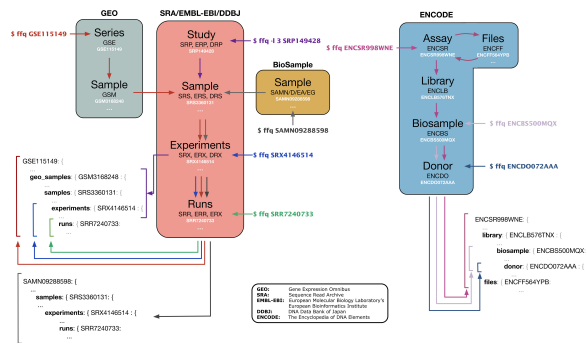 GEO
SRA/EMBL-EBI/DDBJ
ENCODE
$ ffq GSE115149
Series
GSE
GSE115149
...
Sample
GSM
GSM3168248
...
Study
SRP, ERP, DRP
SRP149428
...
Sample
SRS, ERS, DRS
SRS3360131
...
Experiments
SRX, ERX, DRX
SRX4146514
...
Runs
SRR, ERR, ERX
SRR7240733
...
$ ffq -l 3 SRP149428
BioSample
Sample
SAMN/D/EA/EG
SAMN09288598
...
$ ffq SAMN09288598
$ ffq SRX4146514
$ ffq SRR7240733
$ ffq ENCSR998WNE
Assay
ENCSR
ENCSR998WNE
Files
ENCFF
ENCFF564YPB
Library
ENCLB
ENCLB576TNX
Biosample
ENCBS
ENCBS500MQX
Donor
ENCDO
ENCDO072AAA
$ ffq ENCBS500MQX
$ ffq ENCDO072AAA
GSE115149: {
...
geo_samples: { GSM3168248: {
...
samples: { SRS3360131: {
...
experiments: { SRX4146514: {
...
runs: { SRR7240733:
...
SAMN09288598: {
...
samples: { SRS3360131: {
...
experiments: { SRX4146514 : {
...
runs: { SRR7240733:
...
GEO: Gene Expression Omnibus
SRA: Sequence Read Archive
EMBL-EBI: European Molecular Biology Laboratory's
European Bioinformatics Institute
DDBJ: DNA Data Bank of Japan
ENCODE: The Encyclopedia of DNA Elements
ENCSR998WNE: {
...
library: { ENCLB576TNX: {
...
biosample: { ENCBS500MQX: {
...
donor: { ENCDO072AAA : {
...
files: { ENCFF564YPB:
...